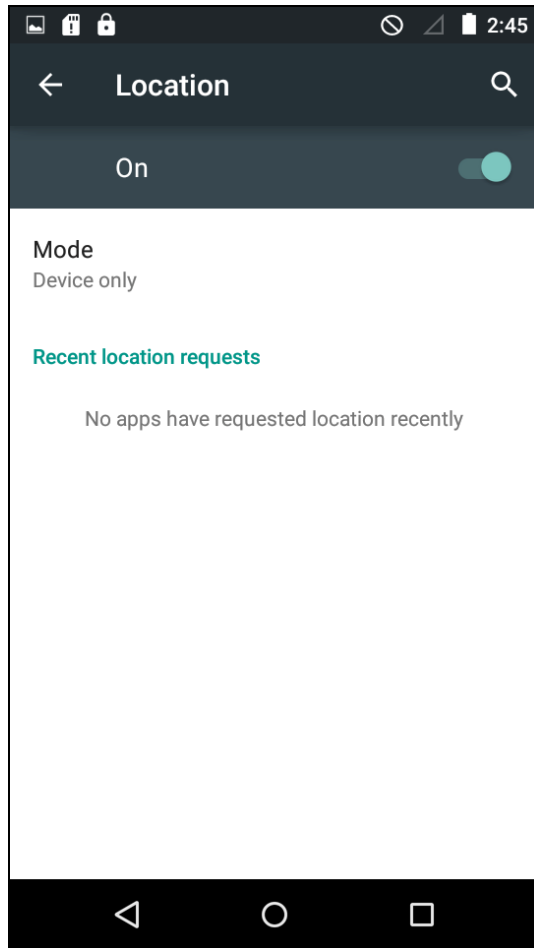 2:45
Location
On
Mode
Device only
Recent location requests
No apps have requested location recently